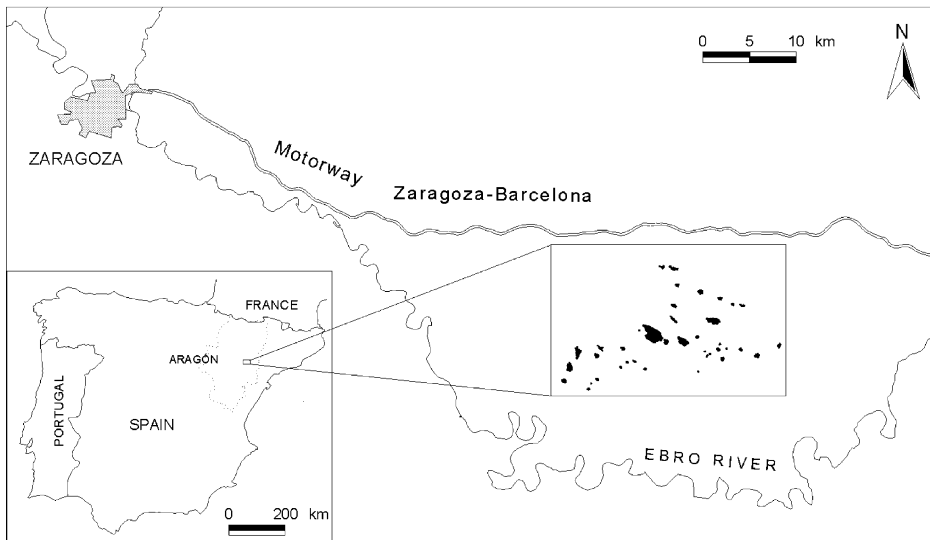 N
0 5 10 km
ZARAGOZA
Motorway
Zaragoza-Barcelona
FRANCE
ARAGÓN
PORTUGAL
SPAIN
EBRO RIVER
0 200 km